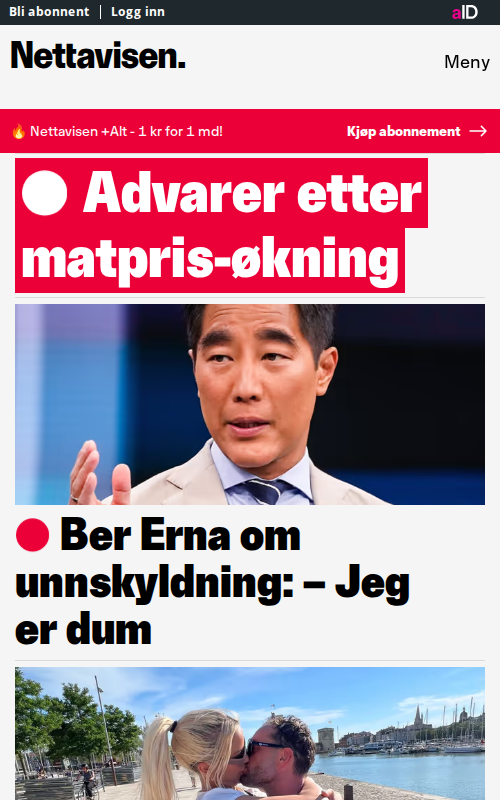 Bli abonnent | Logg inn
aID
Nettavisen.
Meny
🔥 Nettavisen +Alt - 1 kr for 1 md!
Kjøp abonnement →
Advarer etter
matpris-økning
Ber Erna om
unnskyldning: – Jeg
er dum